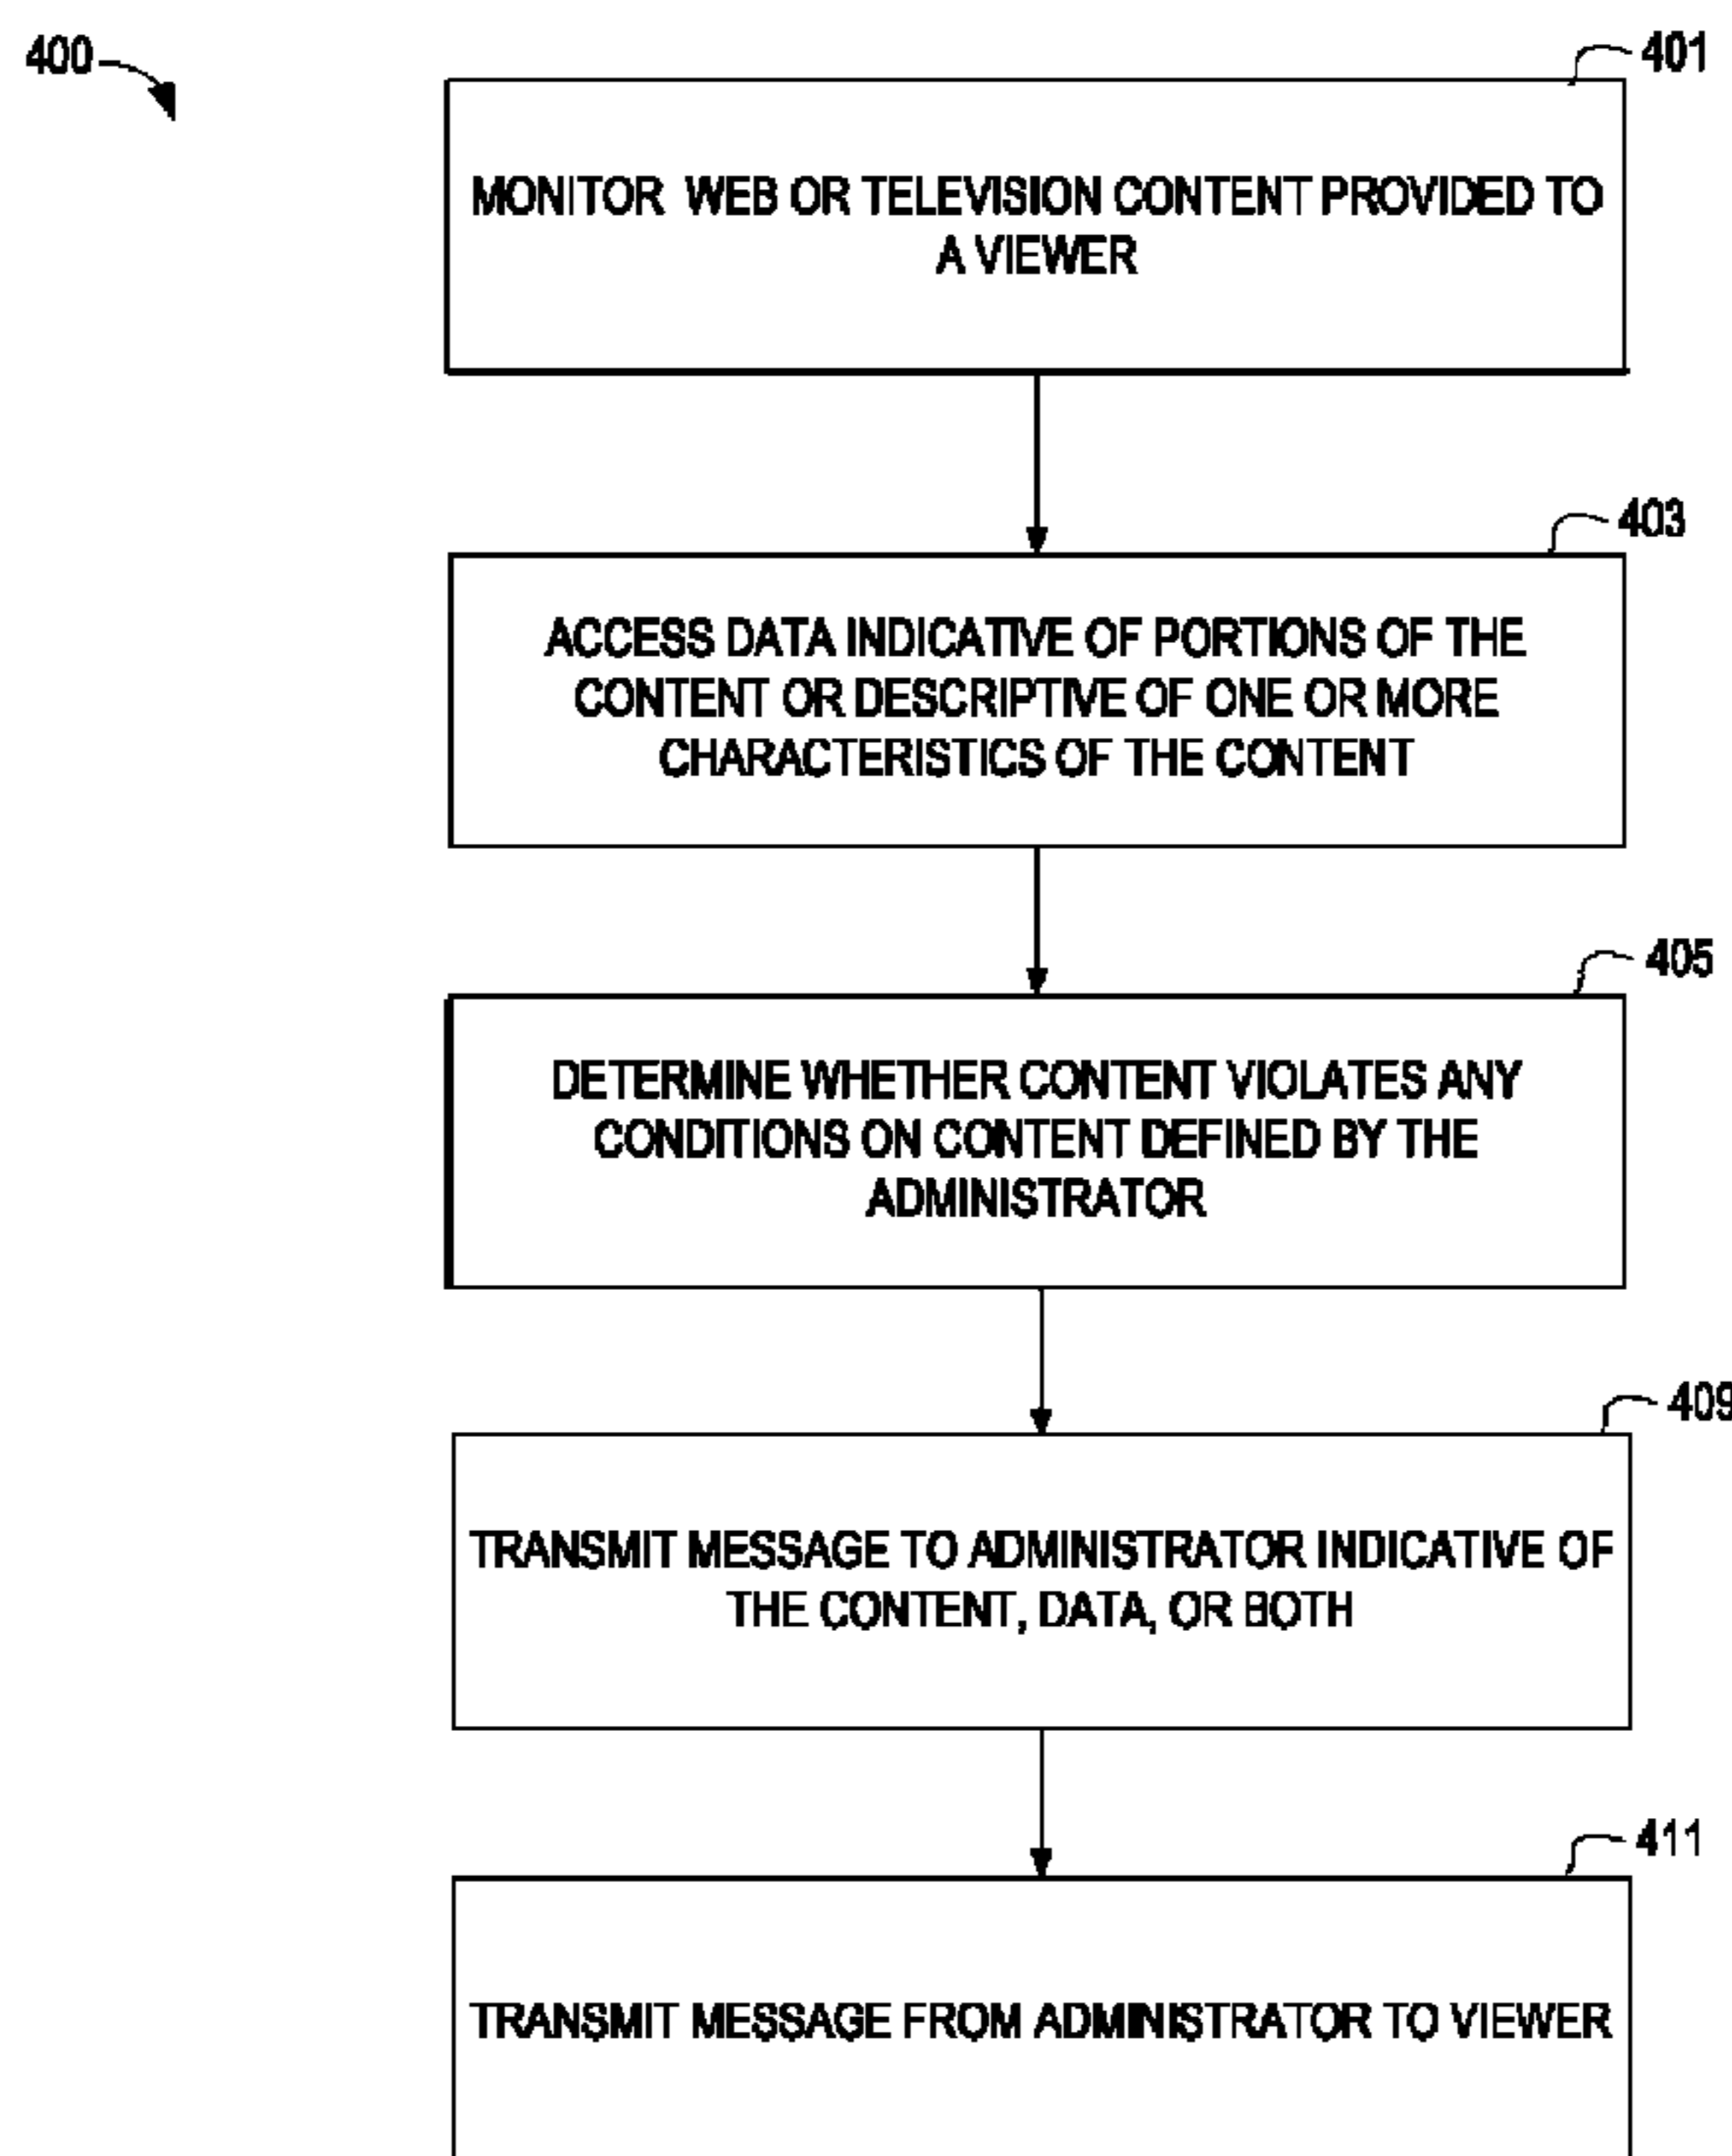 400
401
MONITOR WEB OR TELEVISION CONTENT PROVIDED TO
A VIEWER
403
ACCESS DATA INDICATIVE OF PORTIONS OF THE
CONTENT OR DESCRIPTIVE OF ONE OR MORE
CHARACTERISTICS OF THE CONTENT
405
DETERMINE WHETHER CONTENT VIOLATES ANY
CONDITIONS ON CONTENT DEFINED BY THE
ADMINISTRATOR
409
TRANSMIT MESSAGE TO ADMINISTRATOR INDICATIVE OF
THE CONTENT, DATA, OR BOTH
411
TRANSMIT MESSAGE FROM ADMINISTRATOR TO VIEWER